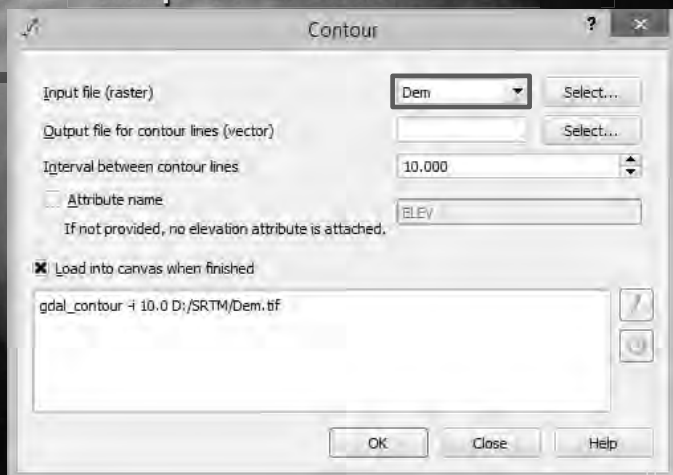 Contour
?
Input file (raster)
Dem
Select...
Output file for contour lines (vector)
Select...
Interval between contour lines
10.000
Attribute name
ELEV
If not provided, no elevation attribute is attached.
Load into canvas when finished
gdal_contour -i 10.0 D:/SRTM/Dem.tif
OK
Close
Help